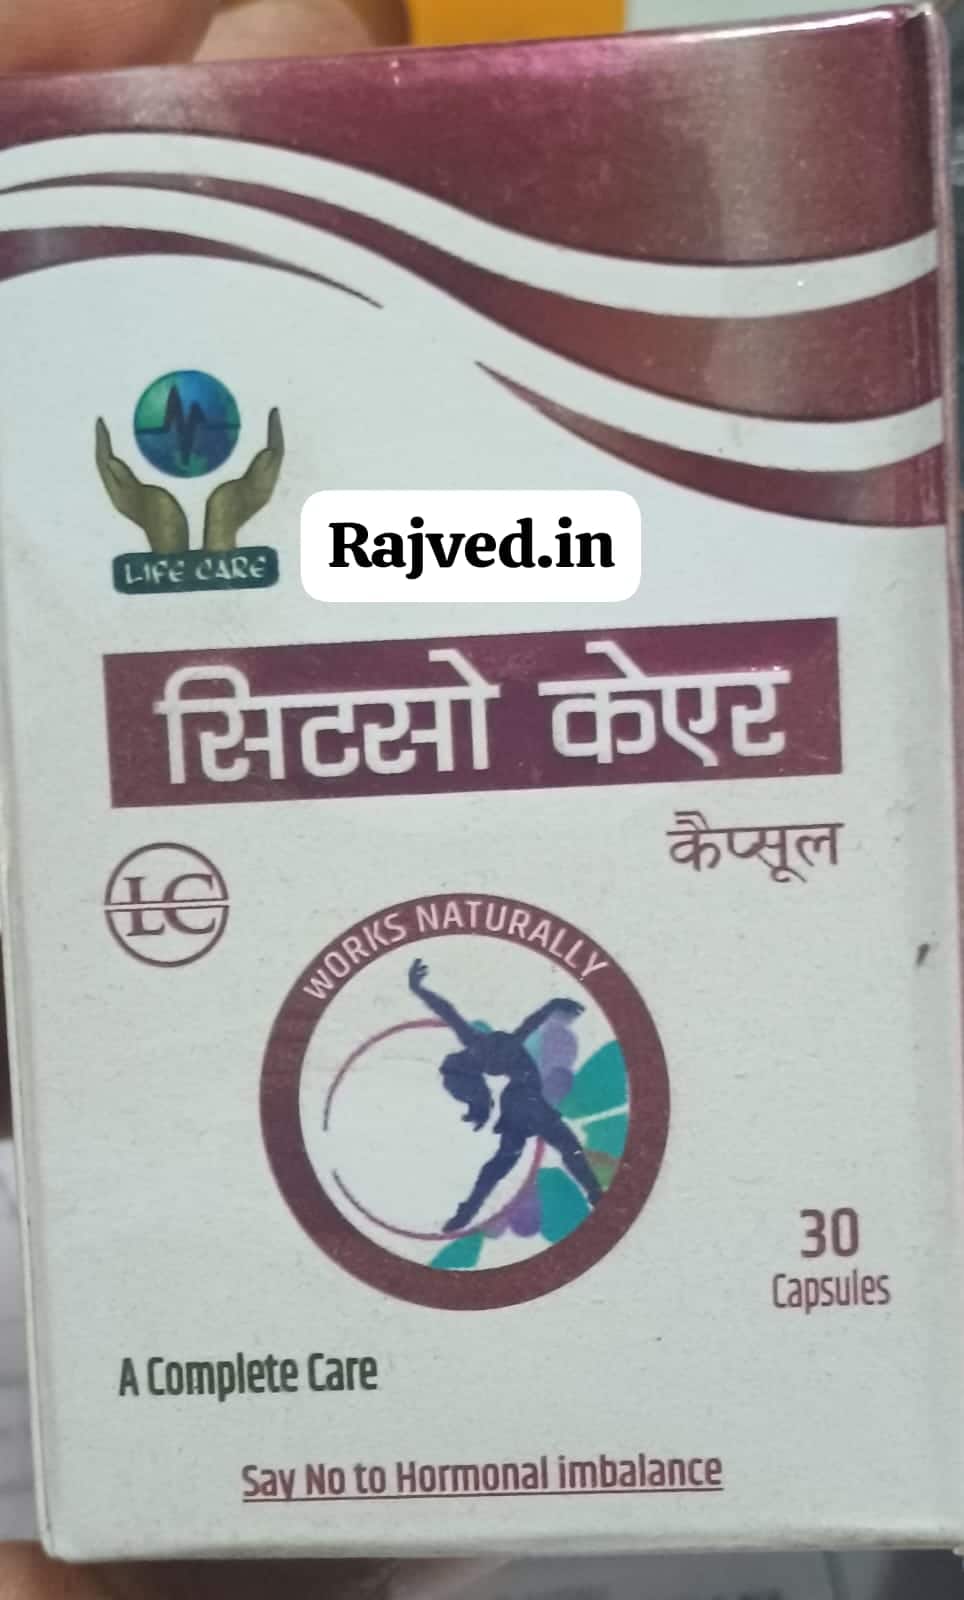 Rajved.in
LIFE CARE
सिटसो केएर
कैप्सूल
LC
WORKS NATURALLY
30
Capsules
A Complete Care
Say No to Hormonal imbalance